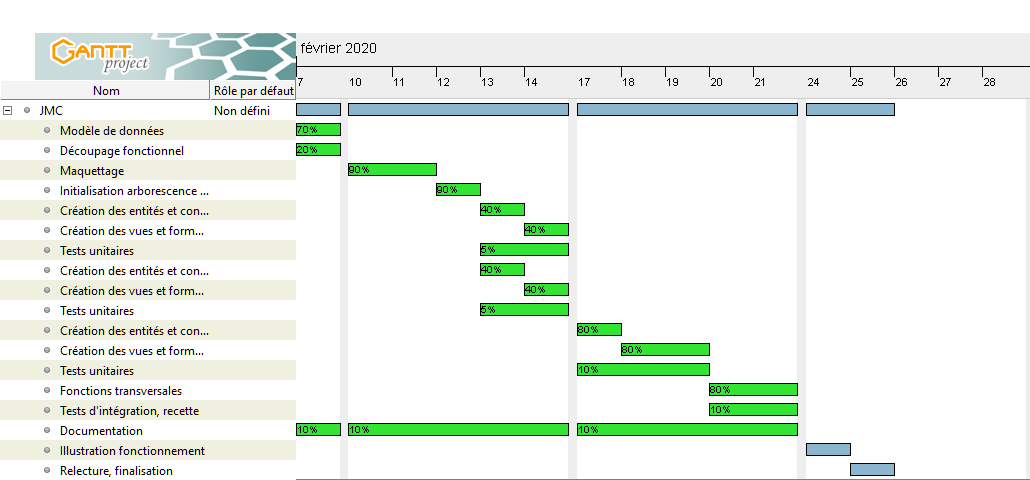 GANTT
project
février 2020
Nom Rôle par défaut
7 10 11 12 13 14 17 18 19 20 21 24 25 26 27 28
JMC Non défini
Modèle de données 70%
Découpage fonctionnel 20%
Maquettage 90%
Initialisation arborescence ... 90%
Création des entités et con... 40%
Création des vues et form... 40%
Tests unitaires 5%
Création des entités et con... 40%
Création des vues et form... 40%
Tests unitaires 5%
Création des entités et con... 80%
Création des vues et form... 80%
Tests unitaires 10%
Fonctions transversales 80%
Tests d'intégration, recette 10%
Documentation 10% 10% 10%
Illustration fonctionnement
Relecture, finalisation